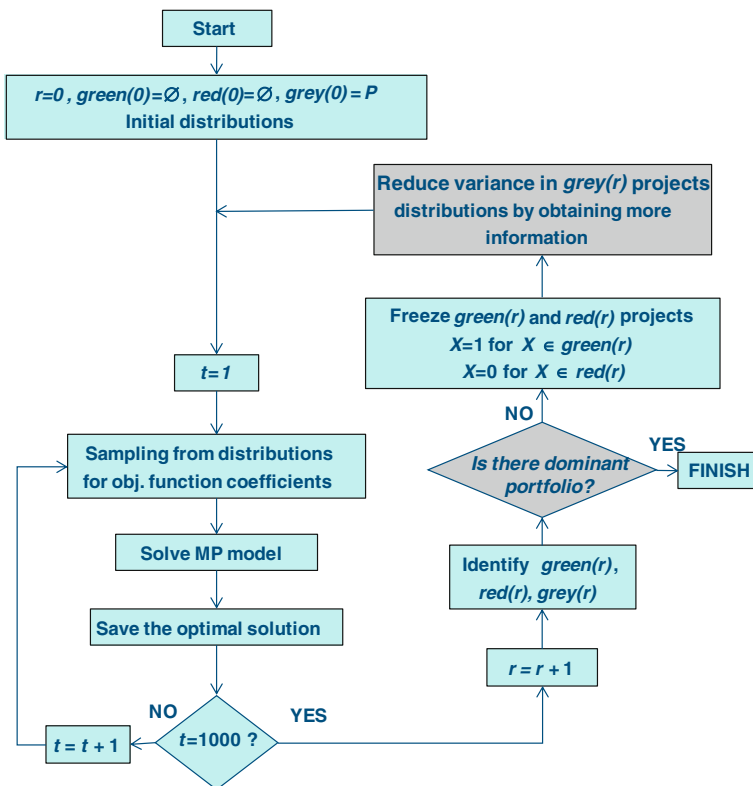 Start
r=0 , green(0)=∅, red(0)=∅, grey(0) = P
Initial distributions
Reduce variance in grey(r) projects
distributions by obtaining more
information
Freeze green(r) and red(r) projects
X=1 for X ∈ green(r)
X=0 for X ∈ red(r)
t=1
NO
YES
Is there dominant
portfolio?
FINISH
Sampling from distributions
for obj. function coefficients
Solve MP model
Identify green(r),
red(r), grey(r)
Save the optimal solution
r = r + 1
NO
YES
t=1000 ?
t = t + 1